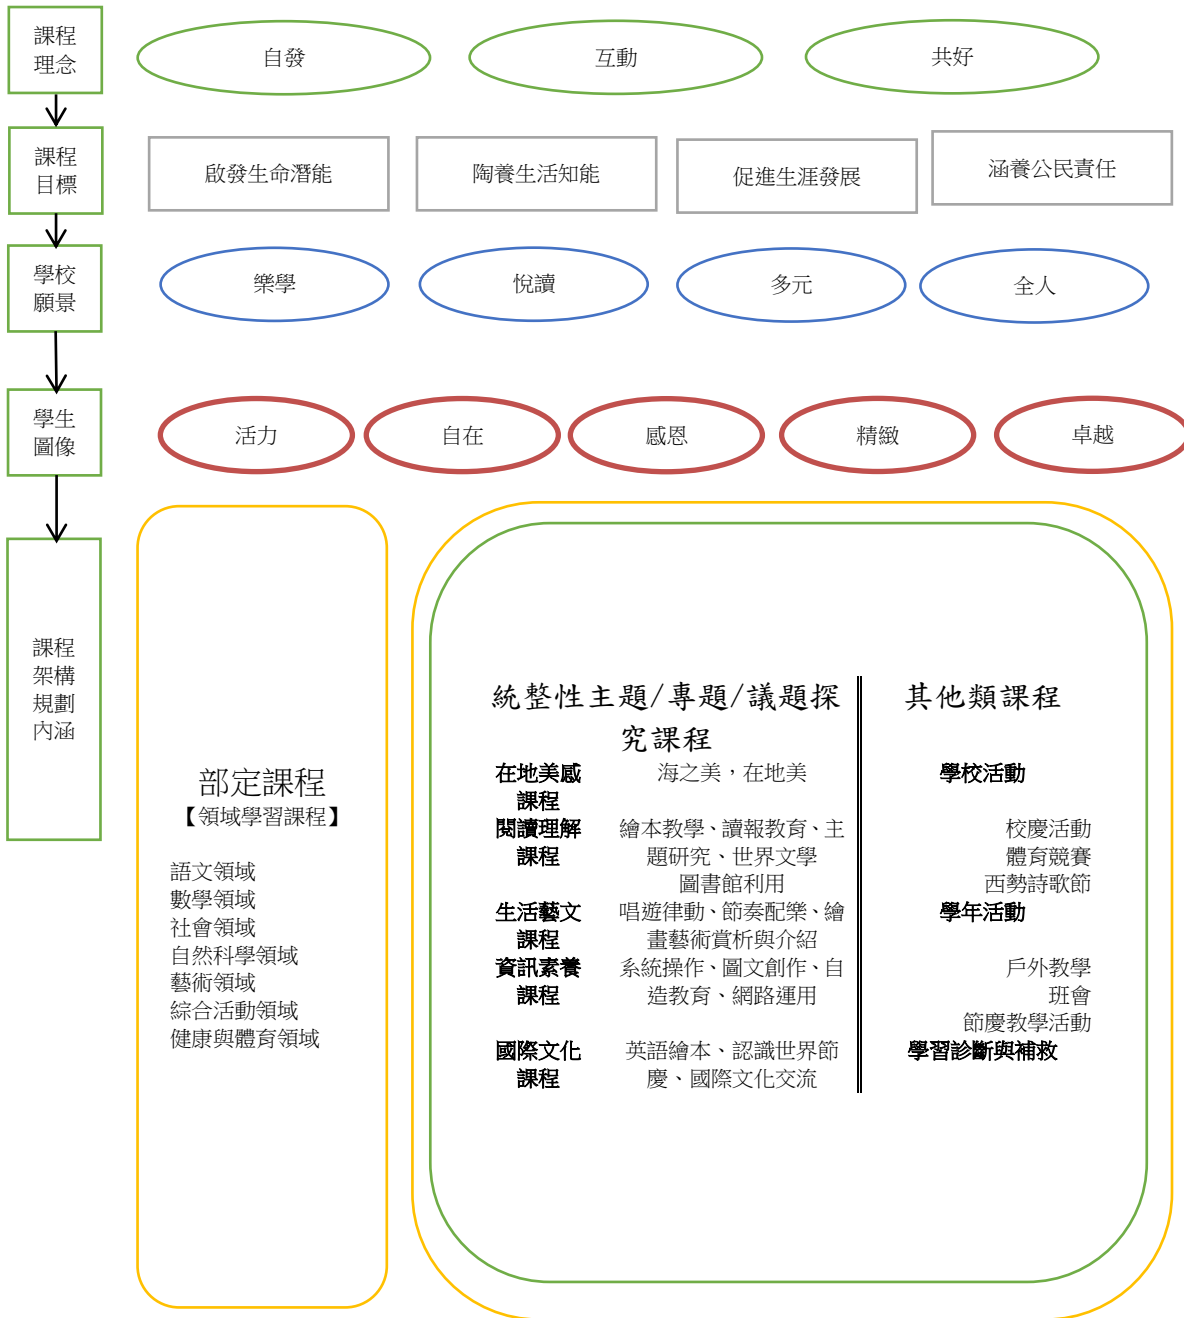 課程
理念
自發
互動
共好
課程
目標
啟發生命潛能
陶養生活知能
促進生涯發展
涵養公民責任
學校
願景
樂學
悅讀
多元
全人
學生
圖像
活力
自在
感恩
精緻
卓越
課程
架構
規劃
內涵
部定課程
【領域學習課程】
語文領域
數學領域
社會領域
自然科學領域
藝術領域
綜合活動領域
健康與體育領域
統整性主題/專題/議題探
究課程
在地美感
課程
海之美，在地美
閱讀理解
課程
繪本教學、讀報教育、主
題研究、世界文學
圖書館利用
生活藝文
課程
唱遊律動、節奏配樂、繪
畫藝術賞析與介紹
資訊素養
課程
系統操作、圖文創作、自
造教育、網路運用
國際文化
課程
英語繪本、認識世界節
慶、國際文化交流
其他類課程
學校活動
校慶活動
體育競賽
西勢詩歌節
學年活動
戶外教學
班會
節慶教學活動
學習診斷與補救